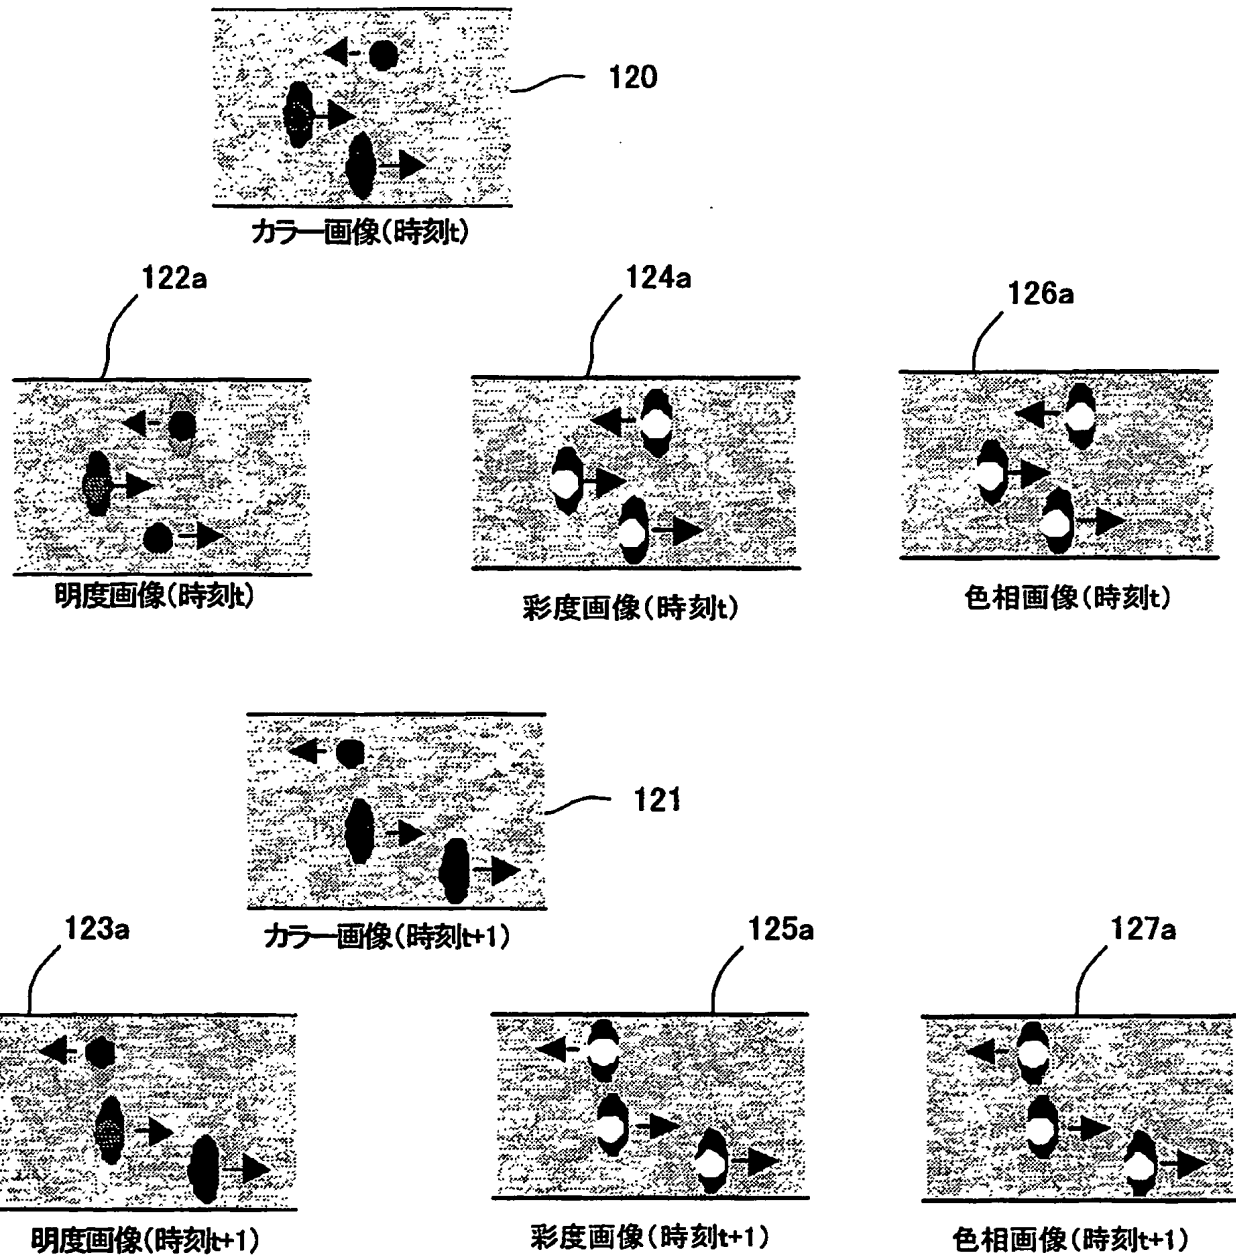 120
カラー画像(時刻t)
122a
124a
126a
明度画像(時刻t)
彩度画像(時刻t)
色相画像(時刻t)
121
カラー画像(時刻t+1)
123a
125a
127a
明度画像(時刻t+1)
彩度画像(時刻t+1)
色相画像(時刻t+1)